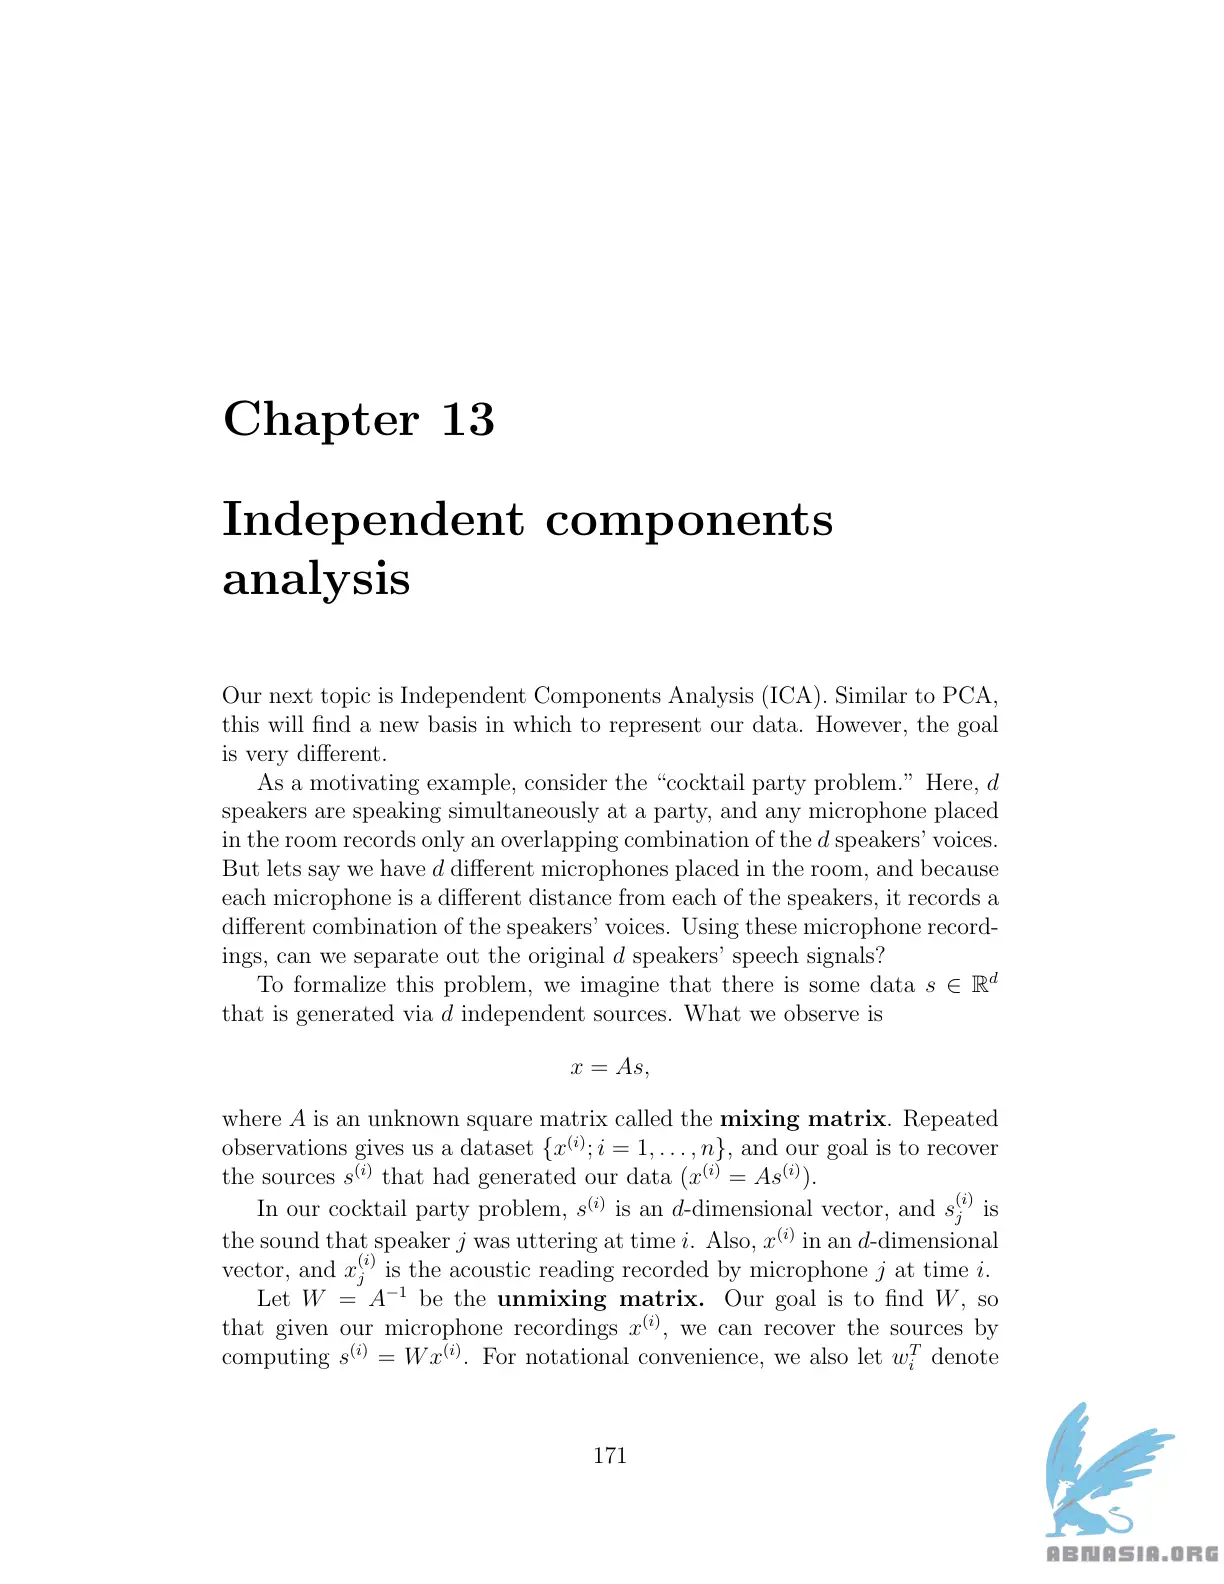 Chapter 13
Independent components
analysis
Our next topic is Independent Components Analysis (ICA). Similar to PCA,
this will find a new basis in which to represent our data. However, the goal
is very different.
As a motivating example, consider the “cocktail party problem.” Here, d
speakers are speaking simultaneously at a party, and any microphone placed
in the room records only an overlapping combination of the d speakers’ voices.
But lets say we have d different microphones placed in the room, and because
each microphone is a different distance from each of the speakers, it records a
different combination of the speakers’ voices. Using these microphone record-
ings, can we separate out the original d speakers’ speech signals?
To formalize this problem, we imagine that there is some data s ∈ ℝ^d
that is generated via d independent sources. What we observe is
x = As,
where A is an unknown square matrix called the mixing matrix. Repeated
observations gives us a dataset {x^(i); i = 1, . . . , n}, and our goal is to recover
the sources s^(i) that had generated our data (x^(i) = As^(i)).
In our cocktail party problem, s^(i) is an d-dimensional vector, and s_j^(i) is
the sound that speaker j was uttering at time i. Also, x^(i) in an d-dimensional
vector, and x_j^(i) is the acoustic reading recorded by microphone j at time i.
Let W = A^−1 be the unmixing matrix. Our goal is to find W, so
that given our microphone recordings x^(i), we can recover the sources by
computing s^(i) = Wx^(i). For notational convenience, we also let w_i^T denote
171
ABNASIA.ORG